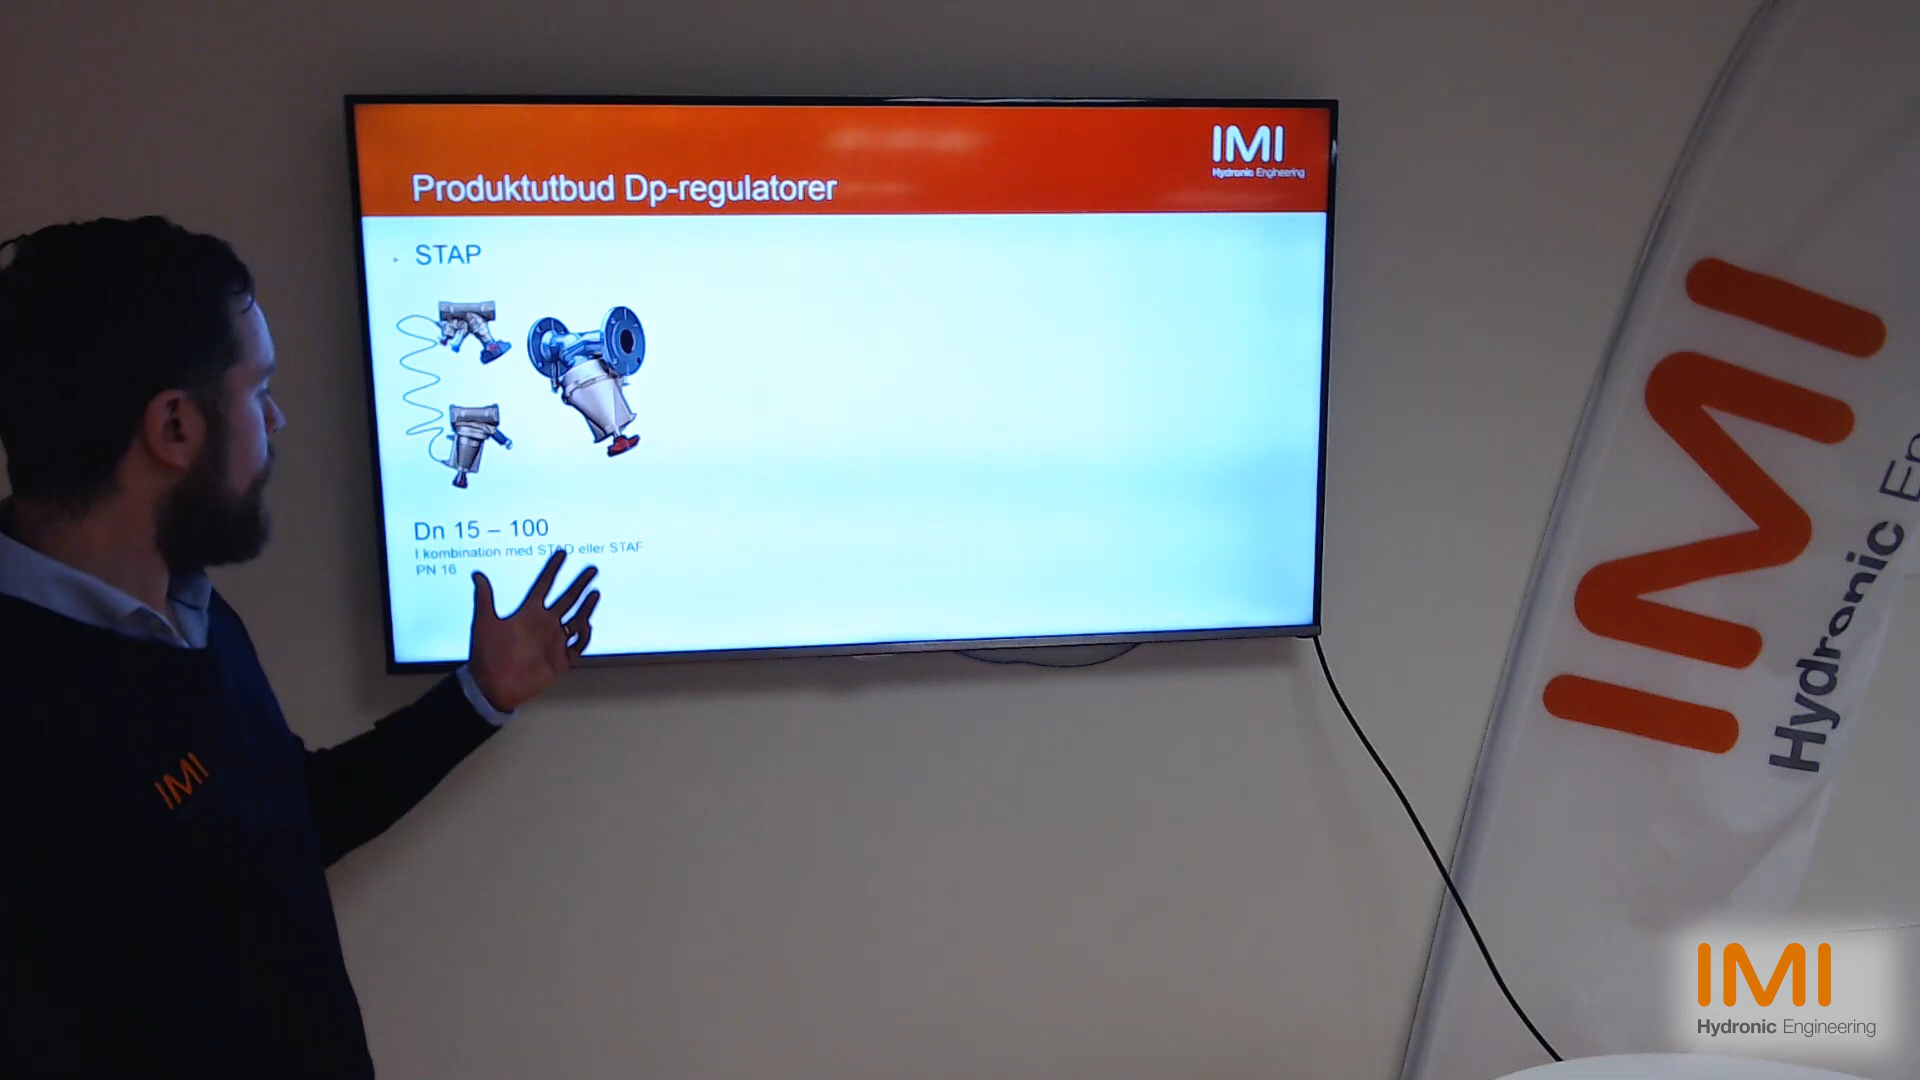 IMI
Hydronic Engineering
Produktutbud Dp-regulatorer
STAP
Dn 15 – 100
I kombination med STAD eller STAF
PN 16
IMI
IMI
Hydronic
IMI
Hydronic Engineering